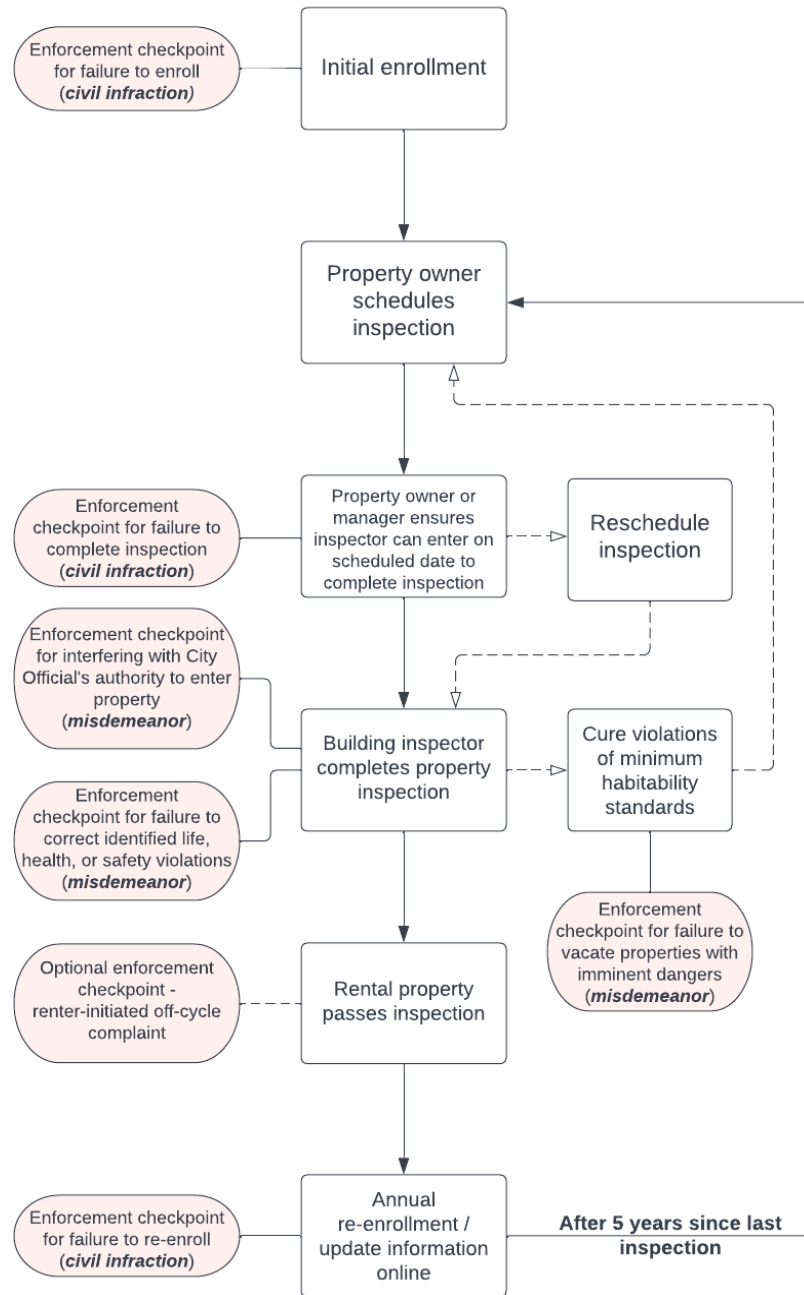 Enforcement checkpoint
for failure to enroll
(civil infraction)
Initial enrollment
Property owner
schedules
inspection
Enforcement
checkpoint for failure to
complete inspection
(civil infraction)
Property owner or
manager ensures
inspector can enter on
scheduled date to
complete inspection
Reschedule
inspection
Enforcement checkpoint
for interfering with City
Official's authority to enter
property
(misdemeanor)
Building inspector
completes property
inspection
Cure violations
of minimum
habitability
standards
Enforcement
checkpoint for failure to
correct identified life,
health, or safety violations
(misdemeanor)
Enforcement
checkpoint for failure to
vacate properties with
imminent dangers
(misdemeanor)
Optional enforcement
checkpoint -
renter-initiated off-cycle
complaint
Rental property
passes inspection
Enforcement checkpoint
for failure to re-enroll
(civil infraction)
Annual
re-enrollment /
update information
online
After 5 years since last
inspection